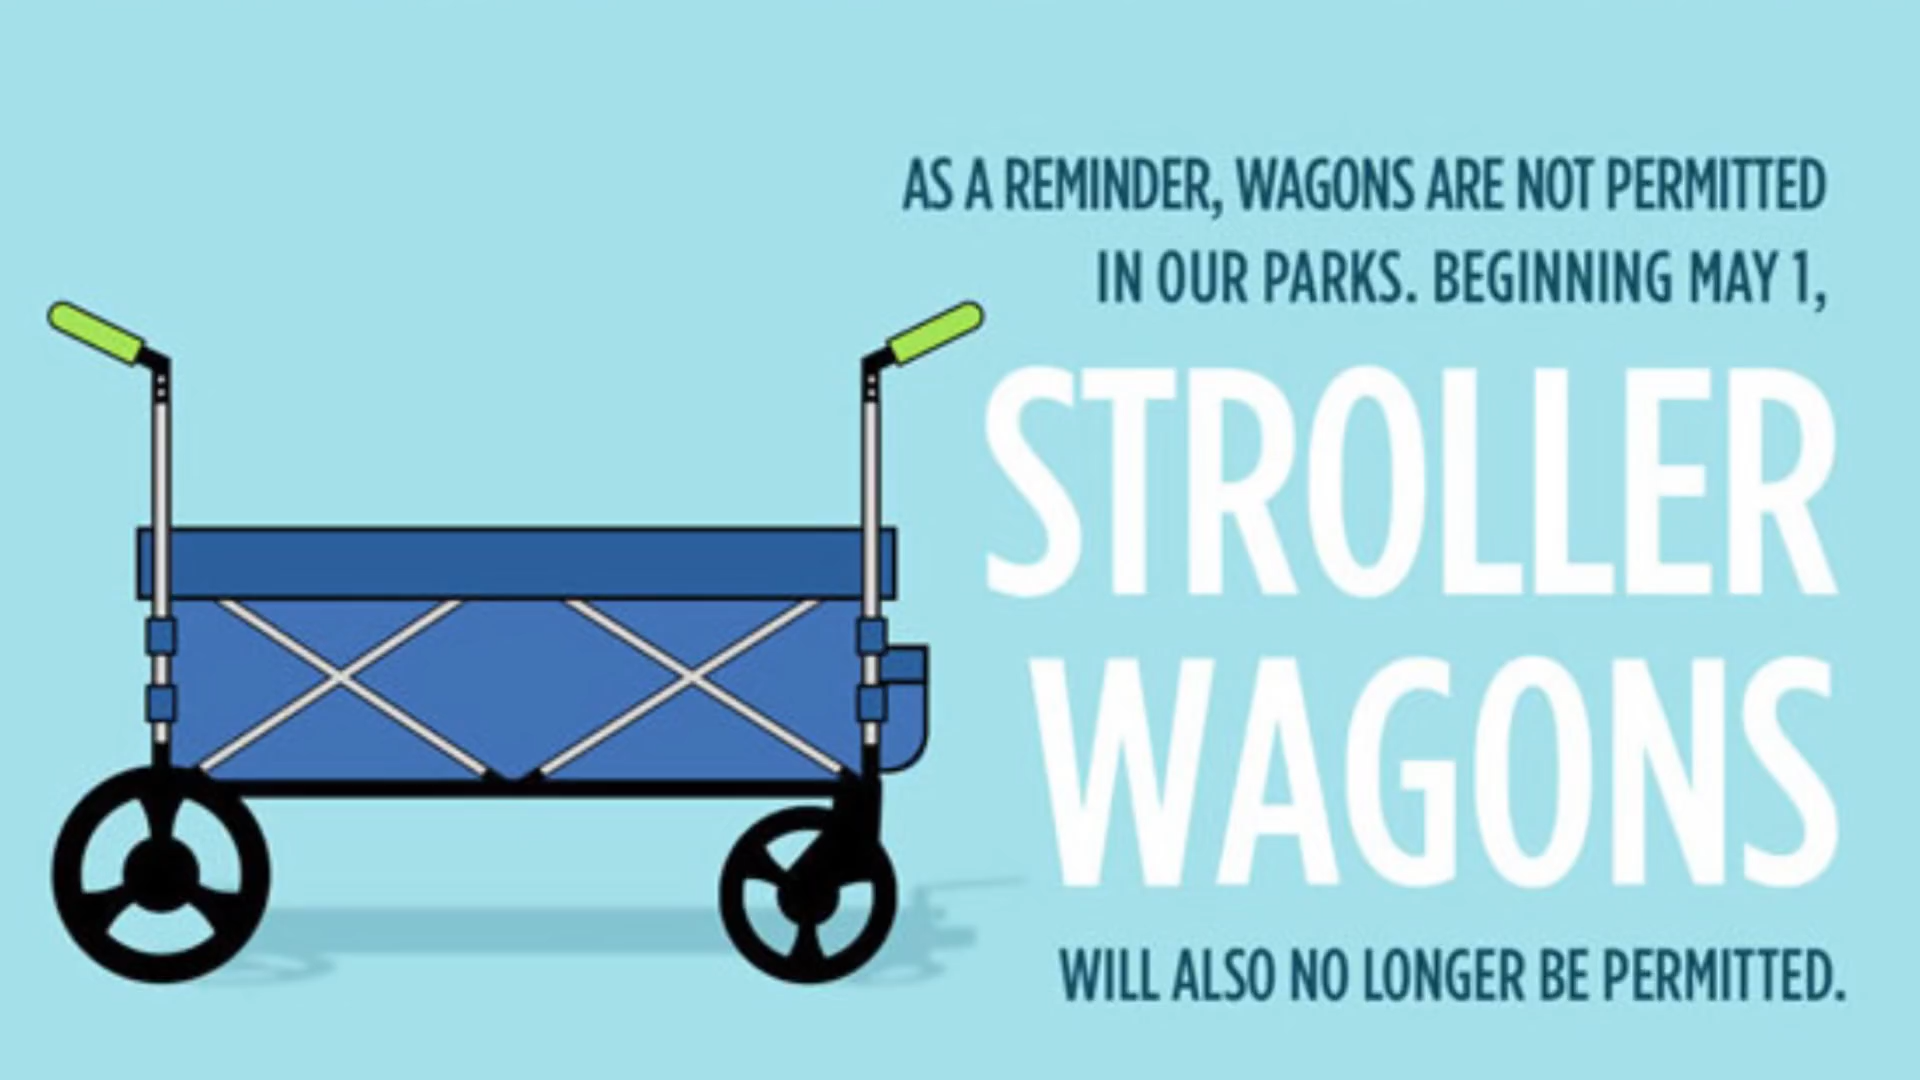 AS A REMINDER, WAGONS ARE NOT PERMITTED
IN OUR PARKS. BEGINNING MAY 1,
STROLLER
WAGONS
WILL ALSO NO LONGER BE PERMITTED.